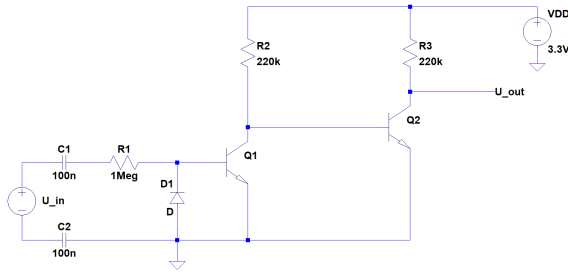 VDD
R2
220k
R3
220k
3.3V
U_out
Q2
C1
100n
R1
1Meg
Q1
D1
D
U_in
C2
100n